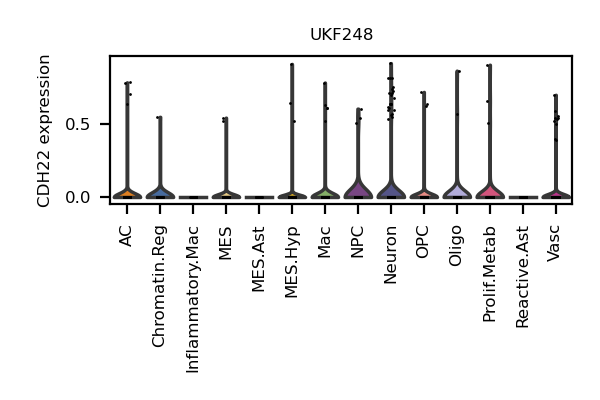 UKF248
CDH22 expression
0.5
0.0
AC
Chromatin.Reg
Inflammatory.Mac
MES
MES.Ast
MES.Hyp
Mac
NPC
Neuron
OPC
Oligo
Prolif.Metab
Reactive.Ast
Vasc